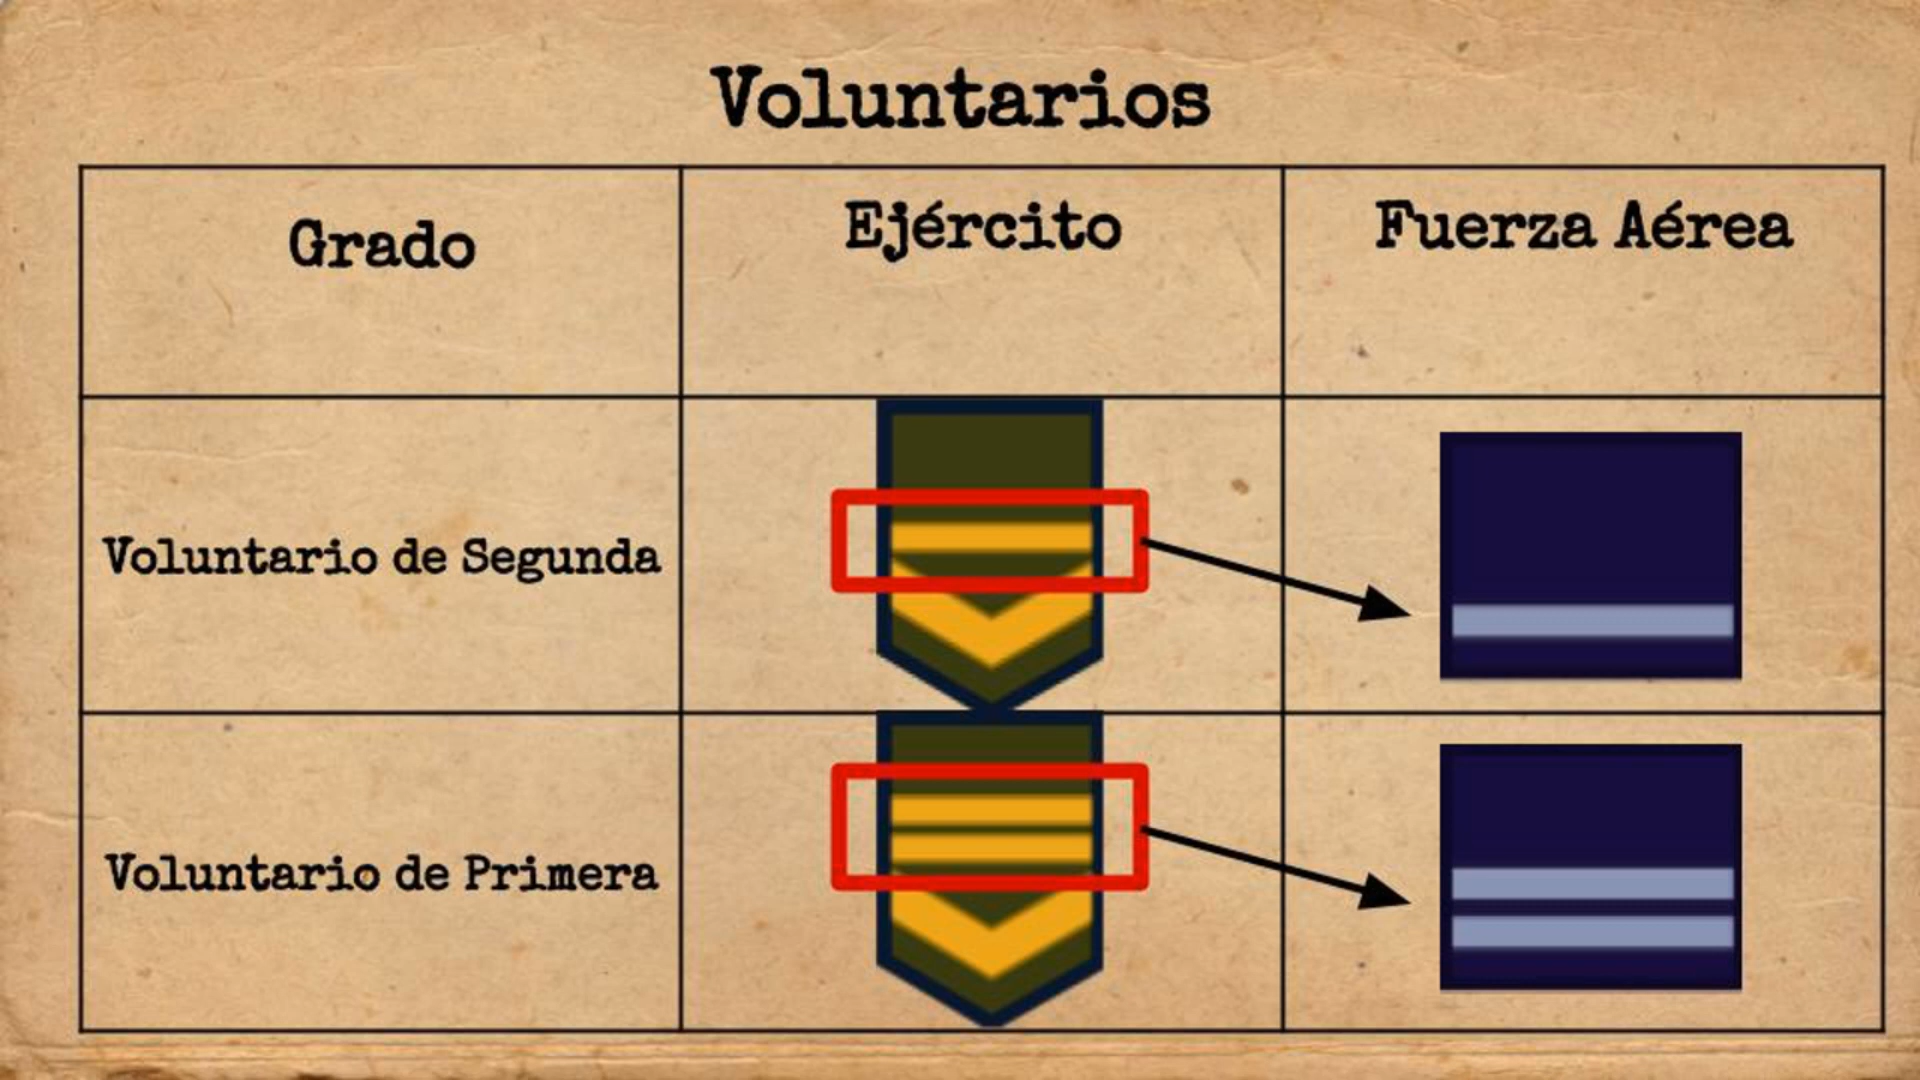 Voluntarios
Grado
Ejército
Fuerza Aérea
Voluntario de Segunda
Voluntario de Primera